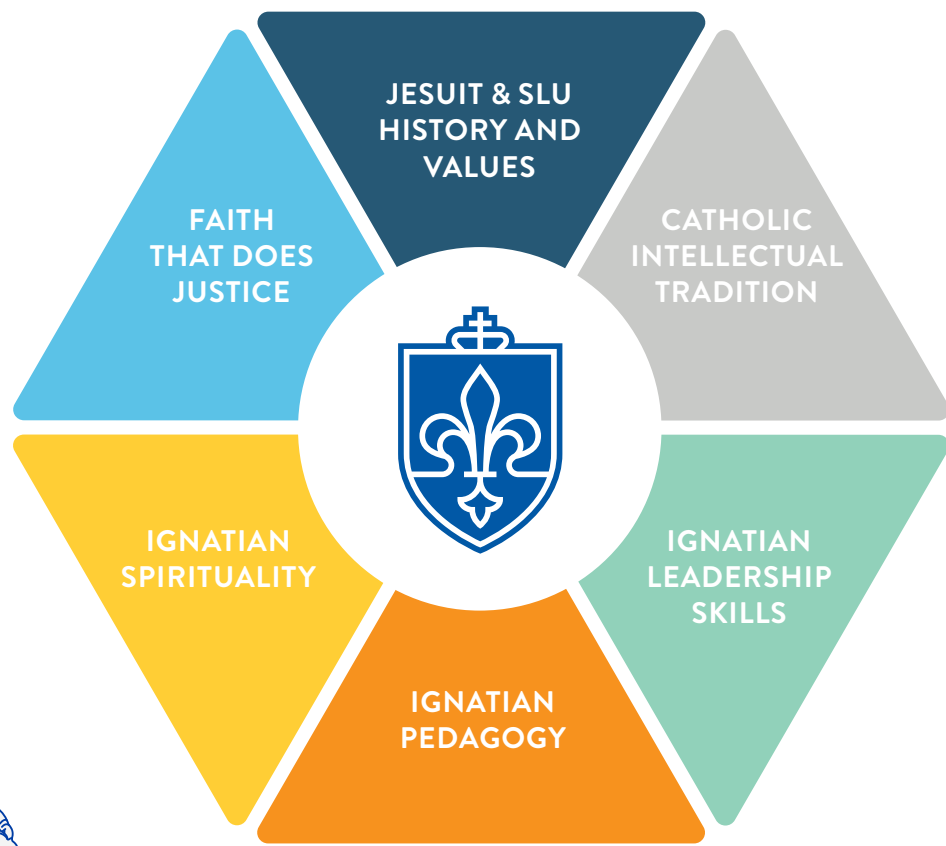 JESUIT & SLU
HISTORY AND
VALUES
CATHOLIC
INTELLECTUAL
TRADITION
IGNATIAN
LEADERSHIP
SKILLS
IGNATIAN
PEDAGOGY
IGNATIAN
SPIRITUALITY
FAITH
THAT DOES
JUSTICE